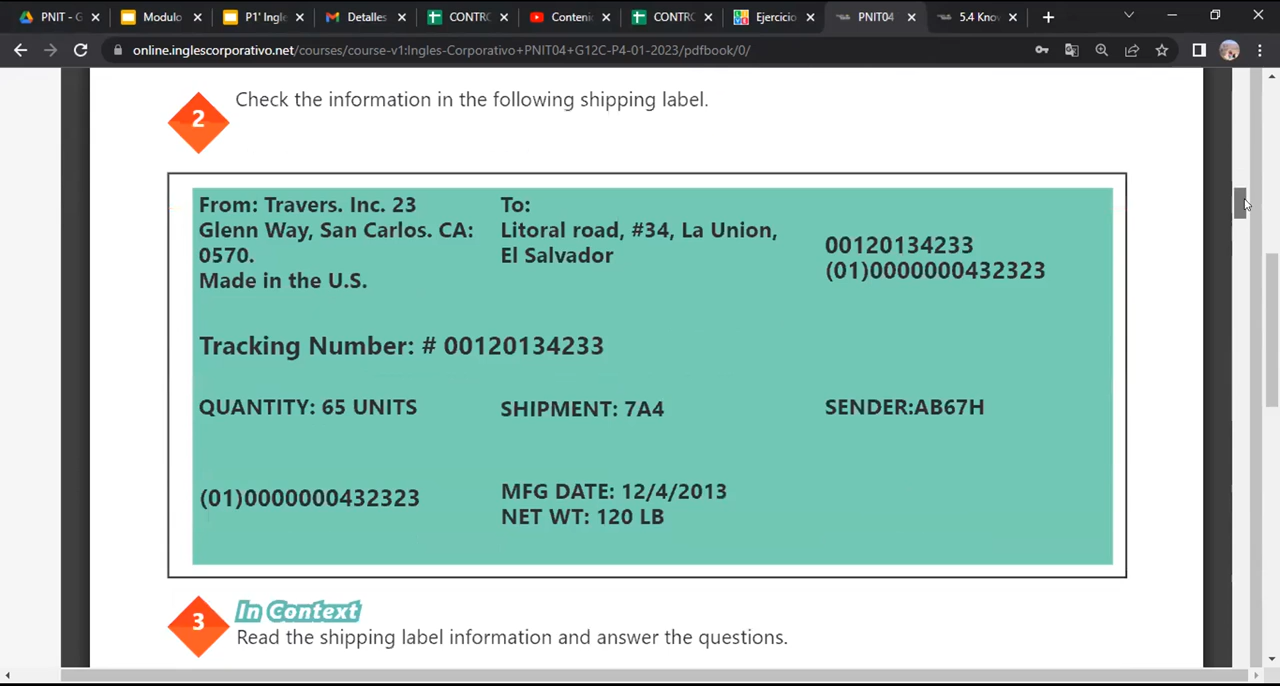 PNIT - G
Modulo
P1' Ingle
Detalles
CONTRO
Conteni
CONTRO
Ejercicio
PNIT04
5.4 Kno
online.inglescorporativo.net/courses/course-v1:Ingles-Corporativo+PNIT04+G12C-P4-01-2023/pdfbook/0/
2
Check the information in the following shipping label.
From: Travers. Inc. 23
Glenn Way, San Carlos. CA:
0570.
Made in the U.S.
To:
Litoral road, #34, La Union,
El Salvador
00120134233
(01)0000000432323
Tracking Number: # 00120134233
QUANTITY: 65 UNITS
SHIPMENT: 7A4
SENDER:AB67H
(01)0000000432323
MFG DATE: 12/4/2013
NET WT: 120 LB
3
In Context
Read the shipping label information and answer the questions.